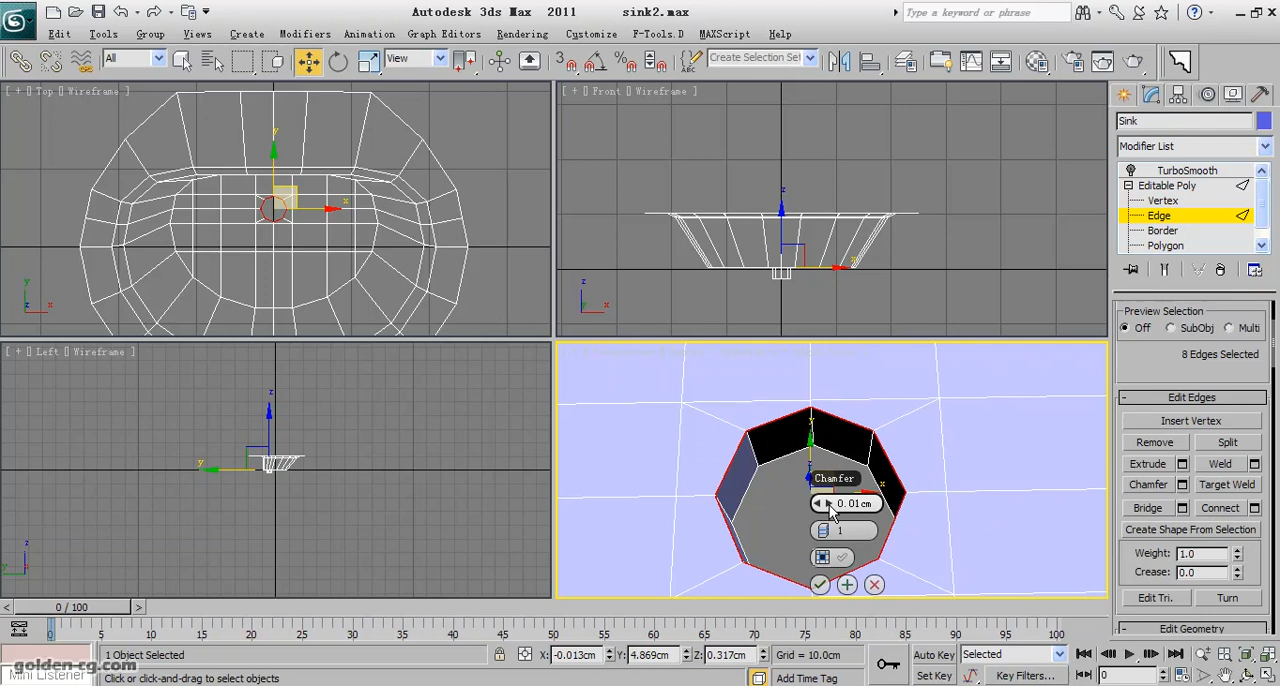 Autodesk 3ds Max 2011 sink2.max
Type a keyword or phrase
Edit Tools Group Views Create Modifiers Animation Graph Editors Rendering Customize F-Tools.D MAXScript Help
All
View
Create Selection Set
[ + [] Top [] Wireframe ]
[ + [] Front [] Wireframe ]
[ + [] Left [] Wireframe ]
Chamfer
0.01cm
1
Sink
Modifier List
TurboSmooth
Editable Poly
Vertex
Edge
Border
Polygon
Preview Selection
Off SubObj Multi
8 Edges Selected
Edit Edges
Insert Vertex
Remove Split
Extrude Weld
Chamfer Target Weld
Bridge Connect
Create Shape From Selection
Weight: 1.0
Crease: 0.0
Edit Tri. Turn
Edit Geometry
0 / 100
0 5 10 15 20 25 30 35 40 45 50 55 60 65 70 75 80 85 90 95 100
1 Object Selected
X: -0.013cm Y: 4.869cm Z: 0.317cm
Grid = 10.0cm
Auto Key Selected
golden-cg.com
Mini Listener
Click or click-and-drag to select objects
Add Time Tag
Set Key Key Filters... 0